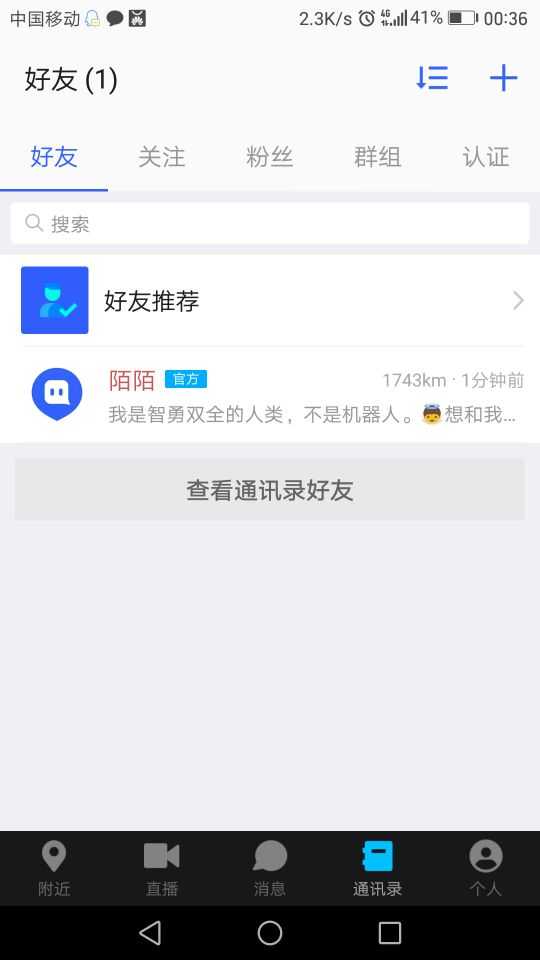 中国移动 2.3K/s 4G 41% 00:36
好友 (1)
好友 关注 粉丝 群组 认证
搜索
好友推荐
陌陌 官方 1743km · 1分钟前
我是智勇双全的人类，不是机器人。👼想和我...
查看通讯录好友
附近 直播 消息 通讯录 个人